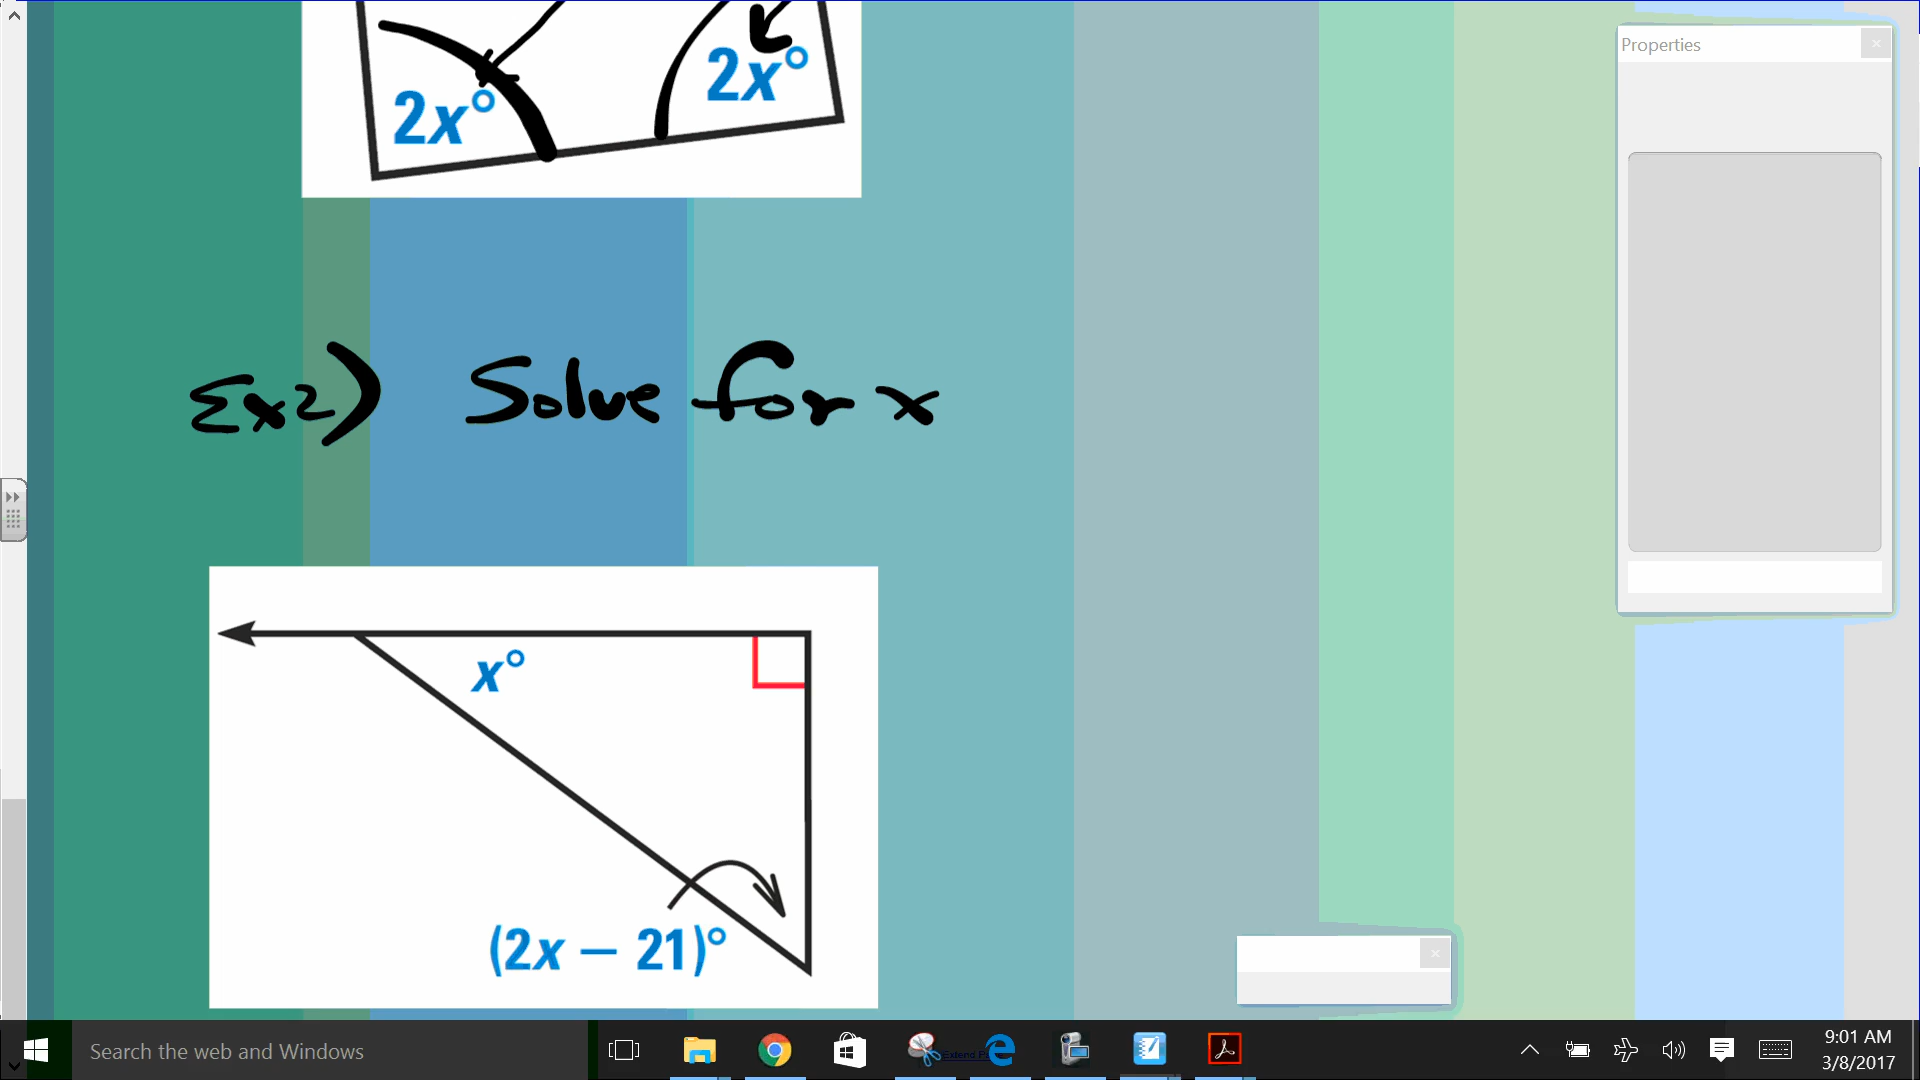 Properties
2x°
2x°
Ex2) Solve for x
x°
(2x – 21)°
Search the web and Windows
9:01 AM
3/8/2017